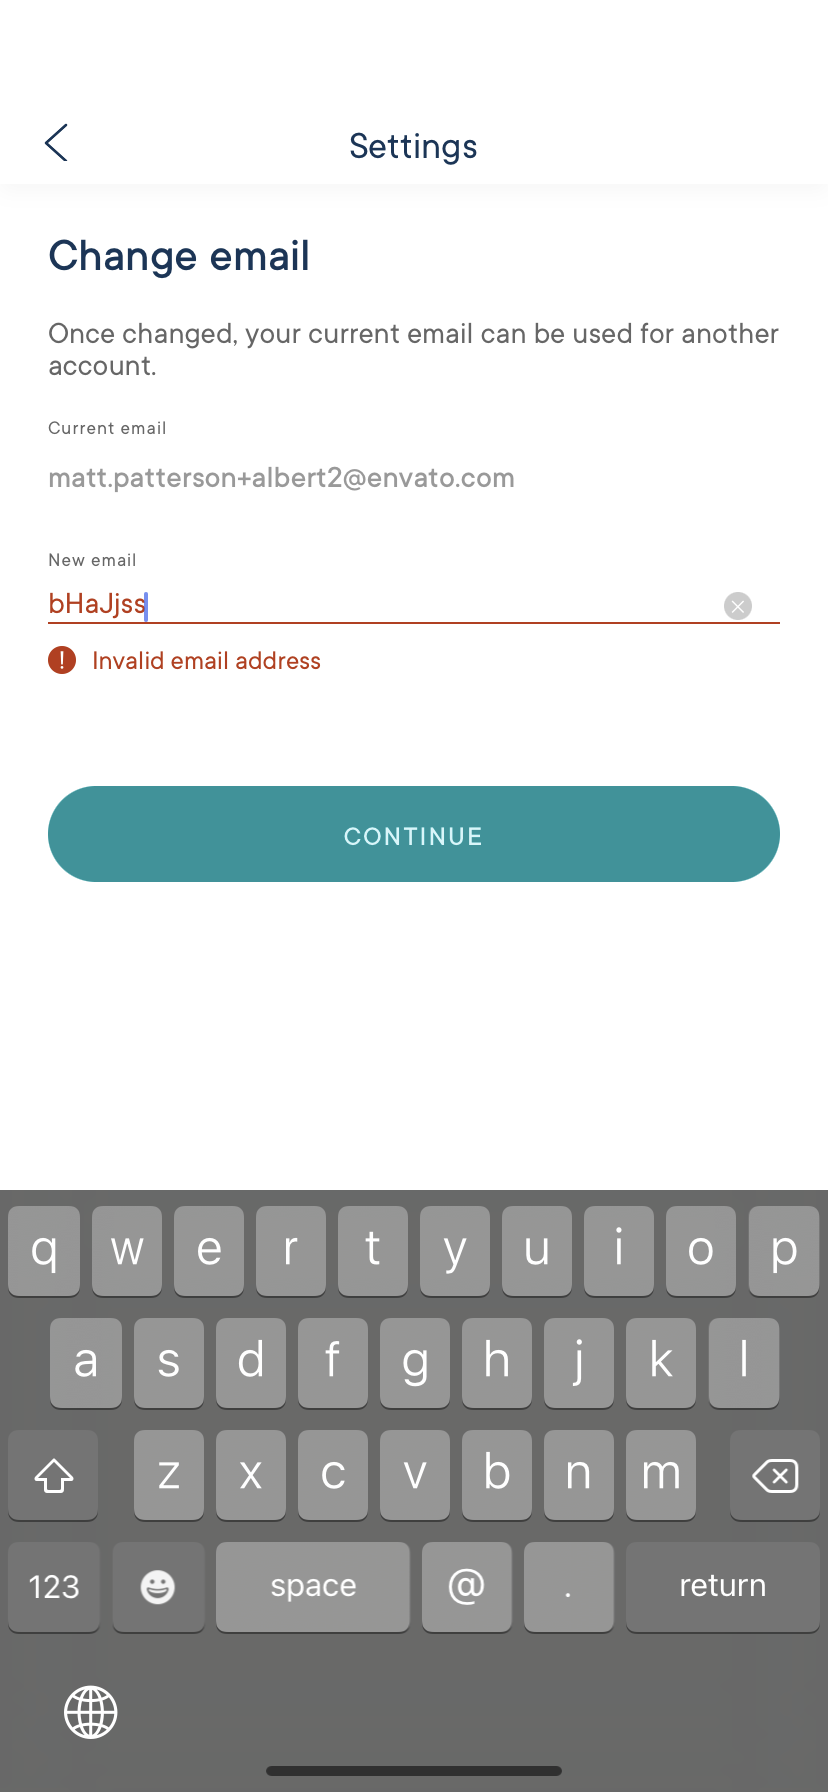 Settings
Change email
Once changed, your current email can be used for another
account.
Current email
matt.patterson+albert2@envato.com
New email
bHaJjss
! Invalid email address
CONTINUE
q w e r t y u i o p
a s d f g h j k l
z x c v b n m
123 space @ . return